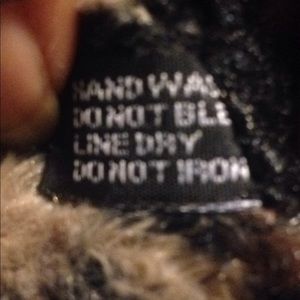 HAND WAS
DO NOT BLE
LINE DRY
DO NOT IRON